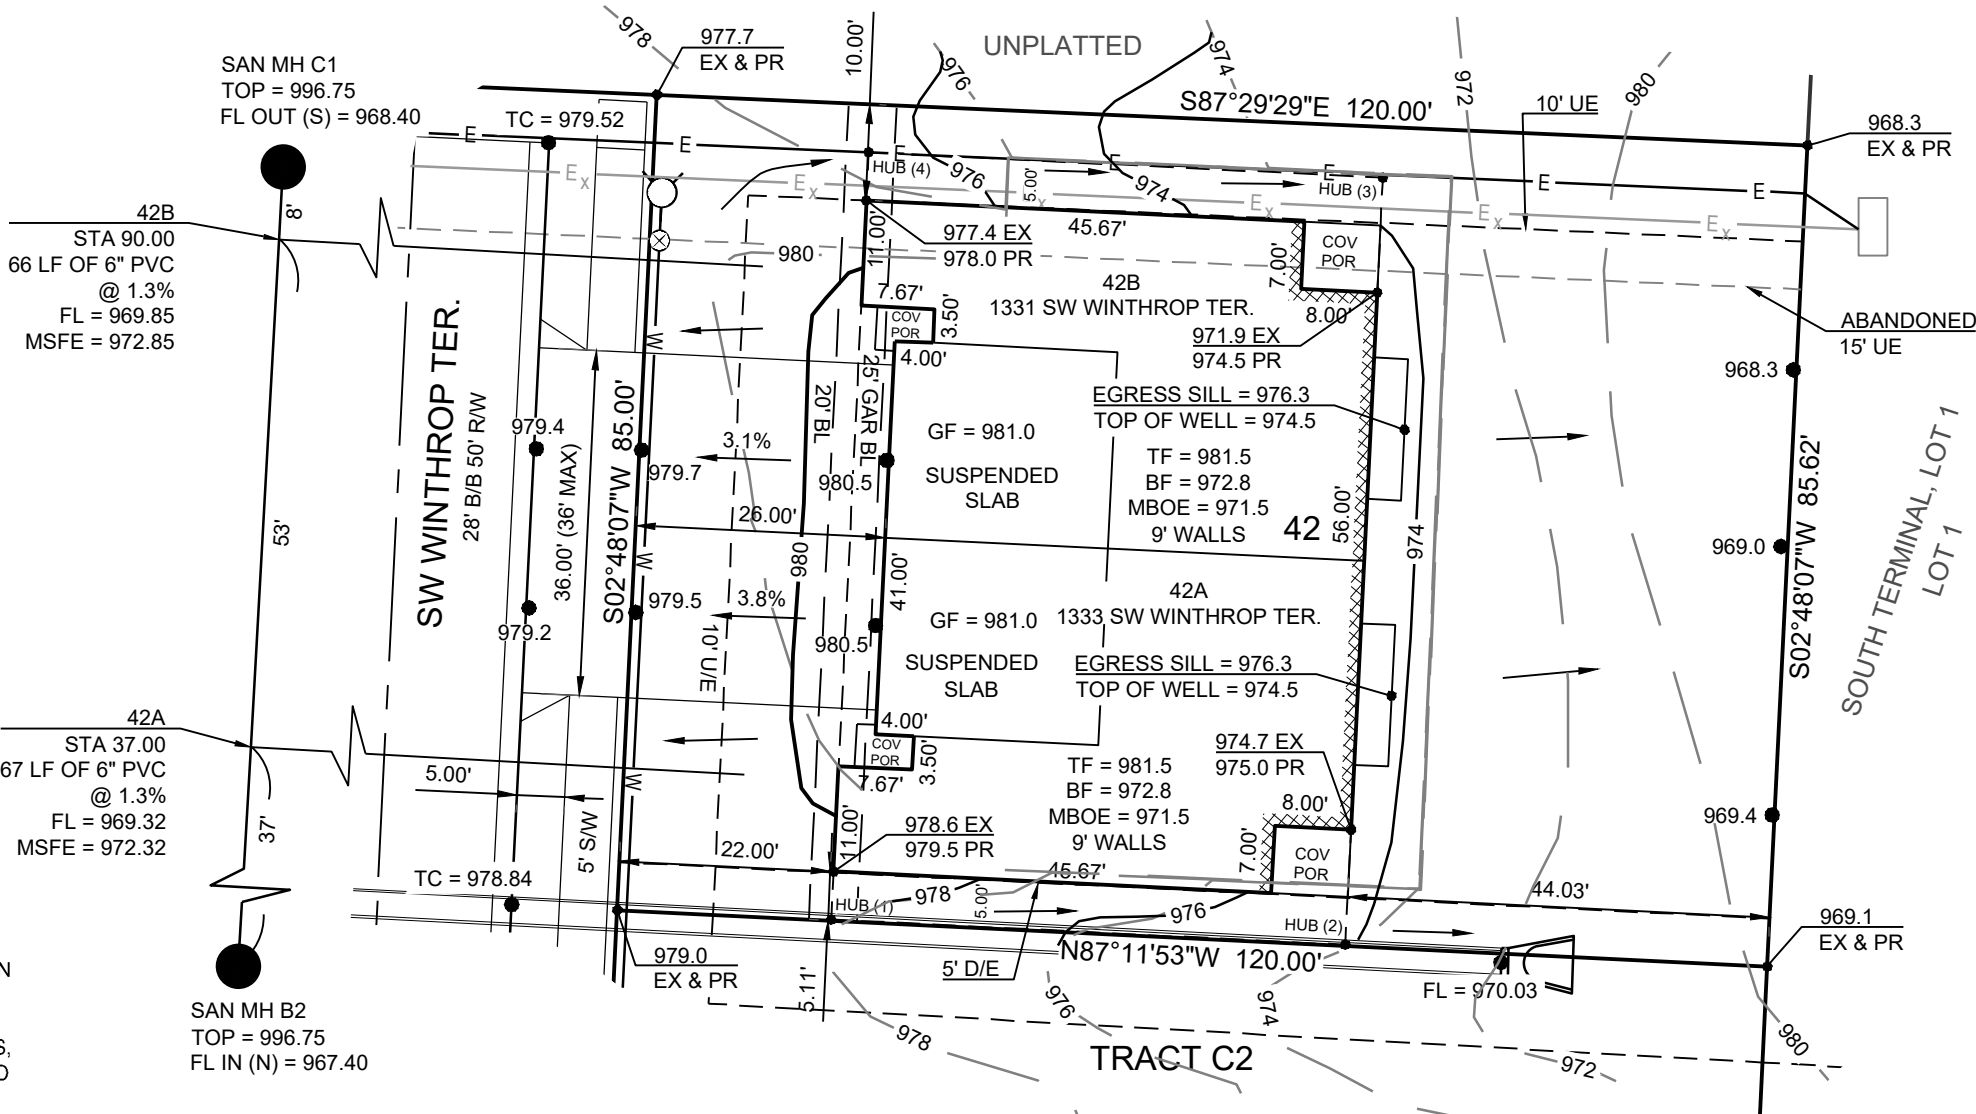 978
977.7
EX & PR
10.00'
UNPLATTED
976
974
972
980
SAN MH C1
TOP = 996.75
FL OUT (S) = 968.40
TC = 979.52
S87°29'29"E 120.00'
10' UE
968.3
EX & PR
E
E
E
E
E
E
E
HUB (4)
HUB (3)
5.00'
976
974
Ex
Ex
Ex
Ex
Ex
x
8'
42B
STA 90.00
66 LF OF 6" PVC
@ 1.3%
FL = 969.85
MSFE = 972.85
980
11.00'
977.4 EX
978.0 PR
45.67'
COV
POR
7.00'
8.00'
42B
1331 SW WINTHROP TER.
7.67'
3.50'
COV
POR
4.00'
971.9 EX
974.5 PR
ABANDONED
15' UE
968.3
SW WINTHROP TER.
28' B/B 50' R/W
W
W
W
W
S02°48'07"W 85.00'
36.00' (36' MAX)
20' BL
25' GAR BL
EGRESS SILL = 976.3
TOP OF WELL = 974.5
GF = 981.0
SUSPENDED
SLAB
TF = 981.5
BF = 972.8
MBOE = 971.5
9' WALLS
42
56.00'
974
979.4
979.7
3.1%
980.5
26.00'
53'
980
41.00'
969.0
S02°48'07"W 85.62'
SOUTH TERMINAL, LOT 1
LOT 1
979.2
979.5
3.8%
980.5
10' U/E
42A
1333 SW WINTHROP TER.
GF = 981.0
SUSPENDED
SLAB
EGRESS SILL = 976.3
TOP OF WELL = 974.5
42A
STA 37.00
67 LF OF 6" PVC
@ 1.3%
FL = 969.32
MSFE = 972.32
4.00'
COV
POR
3.50'
7.67'
5.00'
5' S/W
37'
11.00'
974.7 EX
975.0 PR
TF = 981.5
BF = 972.8
MBOE = 971.5
9' WALLS
8.00'
7.00'
COV
POR
969.4
978.6 EX
979.5 PR
22.00'
TC = 978.84
45.67'
44.03'
HUB (1)
978
5.00'
976
HUB (2)
969.1
EX & PR
979.0
EX & PR
5.11'
5' D/E
N87°11'53"W 120.00'
FL = 970.03
N
SAN MH B2
TOP = 996.75
FL IN (N) = 967.40
S,
978
976
974
TRACT C2
972
980